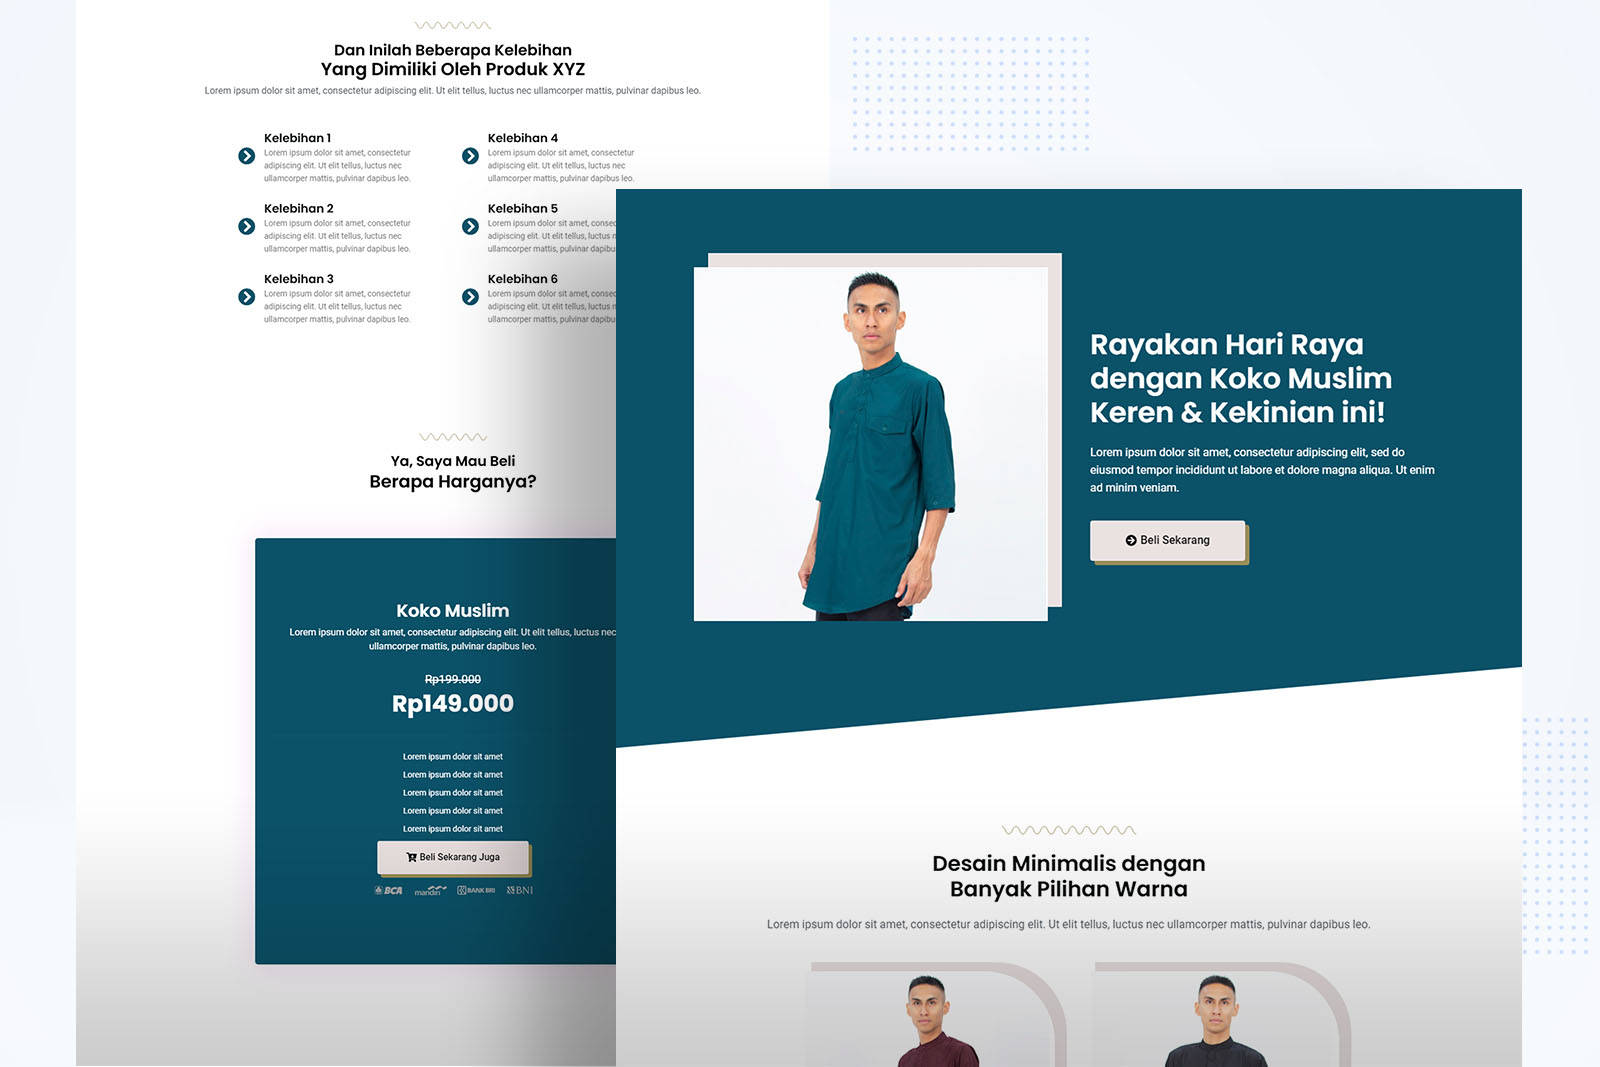 Dan Inilah Beberapa Kelebihan
Yang Dimiliki Oleh Produk XYZ
Lorem ipsum dolor sit amet, consectetur adipiscing elit. Ut elit tellus, luctus nec ullamcorper mattis, pulvinar dapibus leo.
Kelebihan 1
Lorem ipsum dolor sit amet, consectetur
adipiscing elit. Ut elit tellus, luctus nec
ullamcorper mattis, pulvinar dapibus leo.
Kelebihan 2
Lorem ipsum dolor sit amet, consectetur
adipiscing elit. Ut elit tellus, luctus nec
ullamcorper mattis, pulvinar dapibus leo.
Kelebihan 3
Lorem ipsum dolor sit amet, consectetur
adipiscing elit. Ut elit tellus, luctus nec
ullamcorper mattis, pulvinar dapibus leo.
Kelebihan 4
Lorem ipsum dolor sit amet, consectetur
adipiscing elit. Ut elit tellus, luctus nec
ullamcorper mattis, pulvinar dapibus leo.
Kelebihan 5
Lorem ipsum dolor sit amet, consec
adipiscing elit. Ut elit tellus, luctus n
ullamcorper mattis, pulvinar dapibu
Kelebihan 6
Lorem ipsum dolor sit amet, consec
adipiscing elit. Ut elit tellus, luctus n
ullamcorper mattis, pulvinar dapibu
Ya, Saya Mau Beli
Berapa Harganya?
Koko Muslim
Lorem ipsum dolor sit amet, consectetur adipiscing elit. Ut elit tellus, luctus nec
ullamcorper mattis, pulvinar dapibus leo.
Rp199.000
Rp149.000
Lorem ipsum dolor sit amet
Lorem ipsum dolor sit amet
Lorem ipsum dolor sit amet
Lorem ipsum dolor sit amet
Lorem ipsum dolor sit amet
Beli Sekarang Juga
BCA mandiri BANK BRI BNI
Rayakan Hari Raya
dengan Koko Muslim
Keren & Kekinian ini!
Lorem ipsum dolor sit amet, consectetur adipiscing elit, sed do
eiusmod tempor incididunt ut labore et dolore magna aliqua. Ut enim
ad minim veniam.
Beli Sekarang
Desain Minimalis dengan
Banyak Pilihan Warna
Lorem ipsum dolor sit amet, consectetur adipiscing elit. Ut elit tellus, luctus nec ullamcorper mattis, pulvinar dapibus leo.